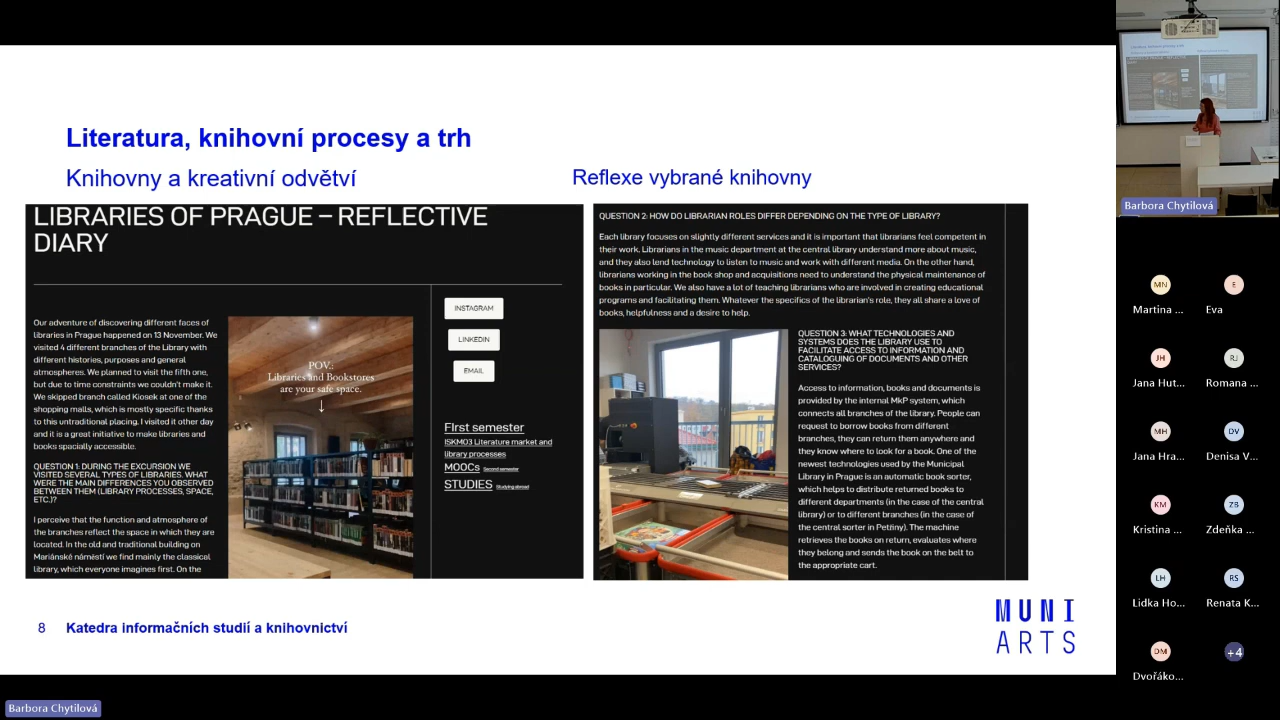 Literatura, knihovní procesy a trh
Knihovny a kreativní odvětví
Reflexe vybrané knihovny
LIBRARIES OF PRAGUE – REFLECTIVE
DIARY
Our adventure of discovering different faces of
libraries in Prague happened on 13 November. We
visited 4 different branches of the Library with
different histories, purposes and general
atmospheres. We planned to visit the fifth one,
but due to time constraints we couldn't make it.
We skipped branch called Kiosek at one of the
shopping malls, which is mostly specific thanks
to this untraditional placing. I visited it other day
and it is a great initiative to make libraries and
books spacially accessible.
QUESTION 1: DURING THE EXCURSION WE
VISITED SEVERAL TYPES OF LIBRARIES. WHAT
WERE THE MAIN DIFFERENCES YOU OBSERVED
BETWEEN THEM (LIBRARY PROCESSES, SPACE,
ETC.)?
I perceive that the function and atmosphere of
the branches reflect the space in which they are
located. In the old and traditional building on
Mariánské náměstí we find mainly the classical
library, which everyone imagines first. On the
POV.:
Libraries and Bookstores
are your safe space.
↓
INSTAGRAM
LINKEDIN
EMAIL
FIrst semester
ISKM03 Literature market and
library processes
MOOCs Second semester
STUDIES Studying abroad
QUESTION 2: HOW DO LIBRARIAN ROLES DIFFER DEPENDING ON THE TYPE OF LIBRARY?
Each library focuses on slightly different services and it is important that librarians feel competent in
their work. Librarians in the music department at the central library understand more about music,
and they also lend technology to listen to music and work with different media. On the other hand,
librarians working in the book shop and acquisitions need to understand the physical maintenance of
books in particular. We also have a lot of teaching librarians who are involved in creating educational
programs and facilitating them. Whatever the specifics of the librarian's role, they all share a love of
books, helpfulness and a desire to help.
QUESTION 3: WHAT TECHNOLOGIES AND
SYSTEMS DOES THE LIBRARY USE TO
FACILITATE ACCESS TO INFORMATION AND
CATALOGUING OF DOCUMENTS AND OTHER
SERVICES?
Access to information, books and documents is
provided by the internal MkP system, which
connects all branches of the library. People can
request to borrow books from different
branches, they can return them anywhere and
they know where to look for a book. One of the
newest technologies used by the Municipal
Library in Prague is an automatic book sorter,
which helps to distribute returned books to
different departments (in the case of the central
library) or to different branches (in the case of
the central sorter in Petřiny). The machine
retrieves the books on return, evaluates where
they belong and sends the book on the belt to
the appropriate cart.
8 Katedra informačních studií a knihovnictví
MUNI
ARTS
Barbora Chytilová
Barbora Chytilová
MN E
Martina ... Eva
JH RJ
Jana Hut... Romana ...
MH DV
Jana Hra... Denisa V...
KM ZB
Kristina ... Zdeňka ...
LH RS
Lidka Ho... Renata K...
DM +4
Dvořáko...